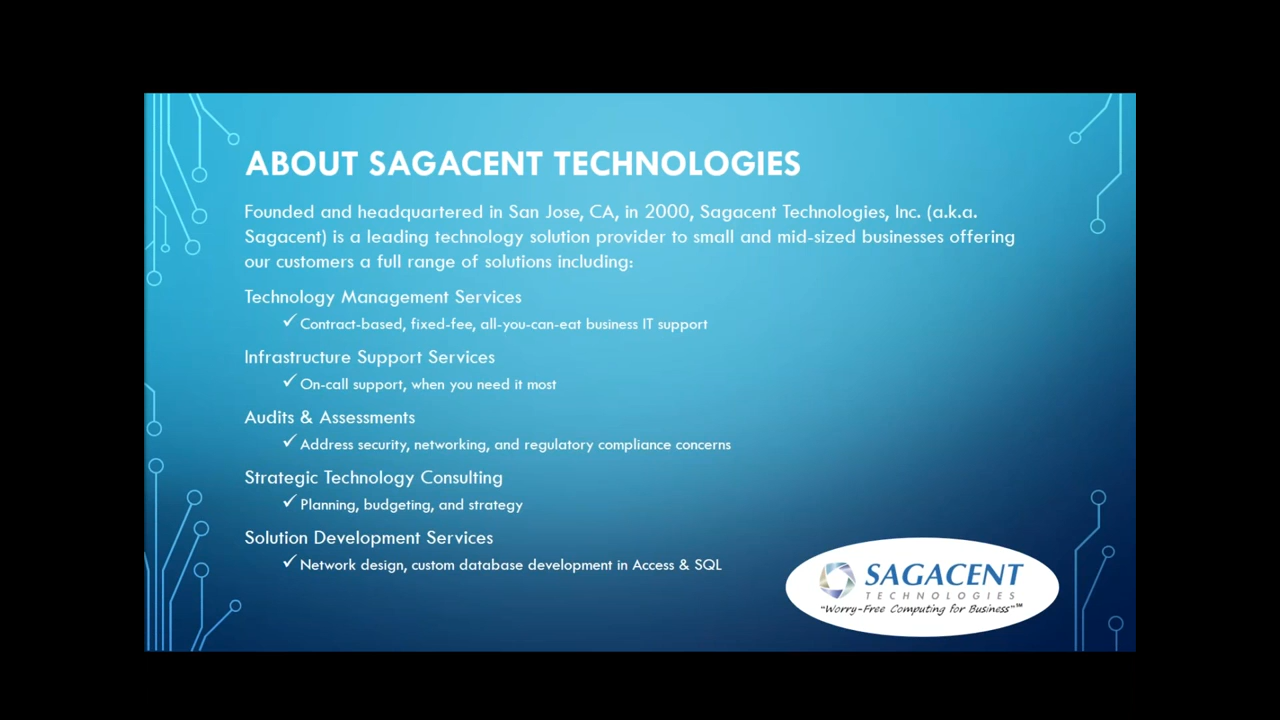 ABOUT SAGACENT TECHNOLOGIES
Founded and headquartered in San Jose, CA, in 2000, Sagacent Technologies, Inc. (a.k.a.
Sagacent) is a leading technology solution provider to small and mid-sized businesses offering
our customers a full range of solutions including:
Technology Management Services
✓ Contract-based, fixed-fee, all-you-can-eat business IT support
Infrastructure Support Services
✓ On-call support, when you need it most
Audits & Assessments
✓ Address security, networking, and regulatory compliance concerns
Strategic Technology Consulting
✓ Planning, budgeting, and strategy
Solution Development Services
✓ Network design, custom database development in Access & SQL
SAGACENT
TECHNOLOGIES
"Worry-Free Computing for Business"™